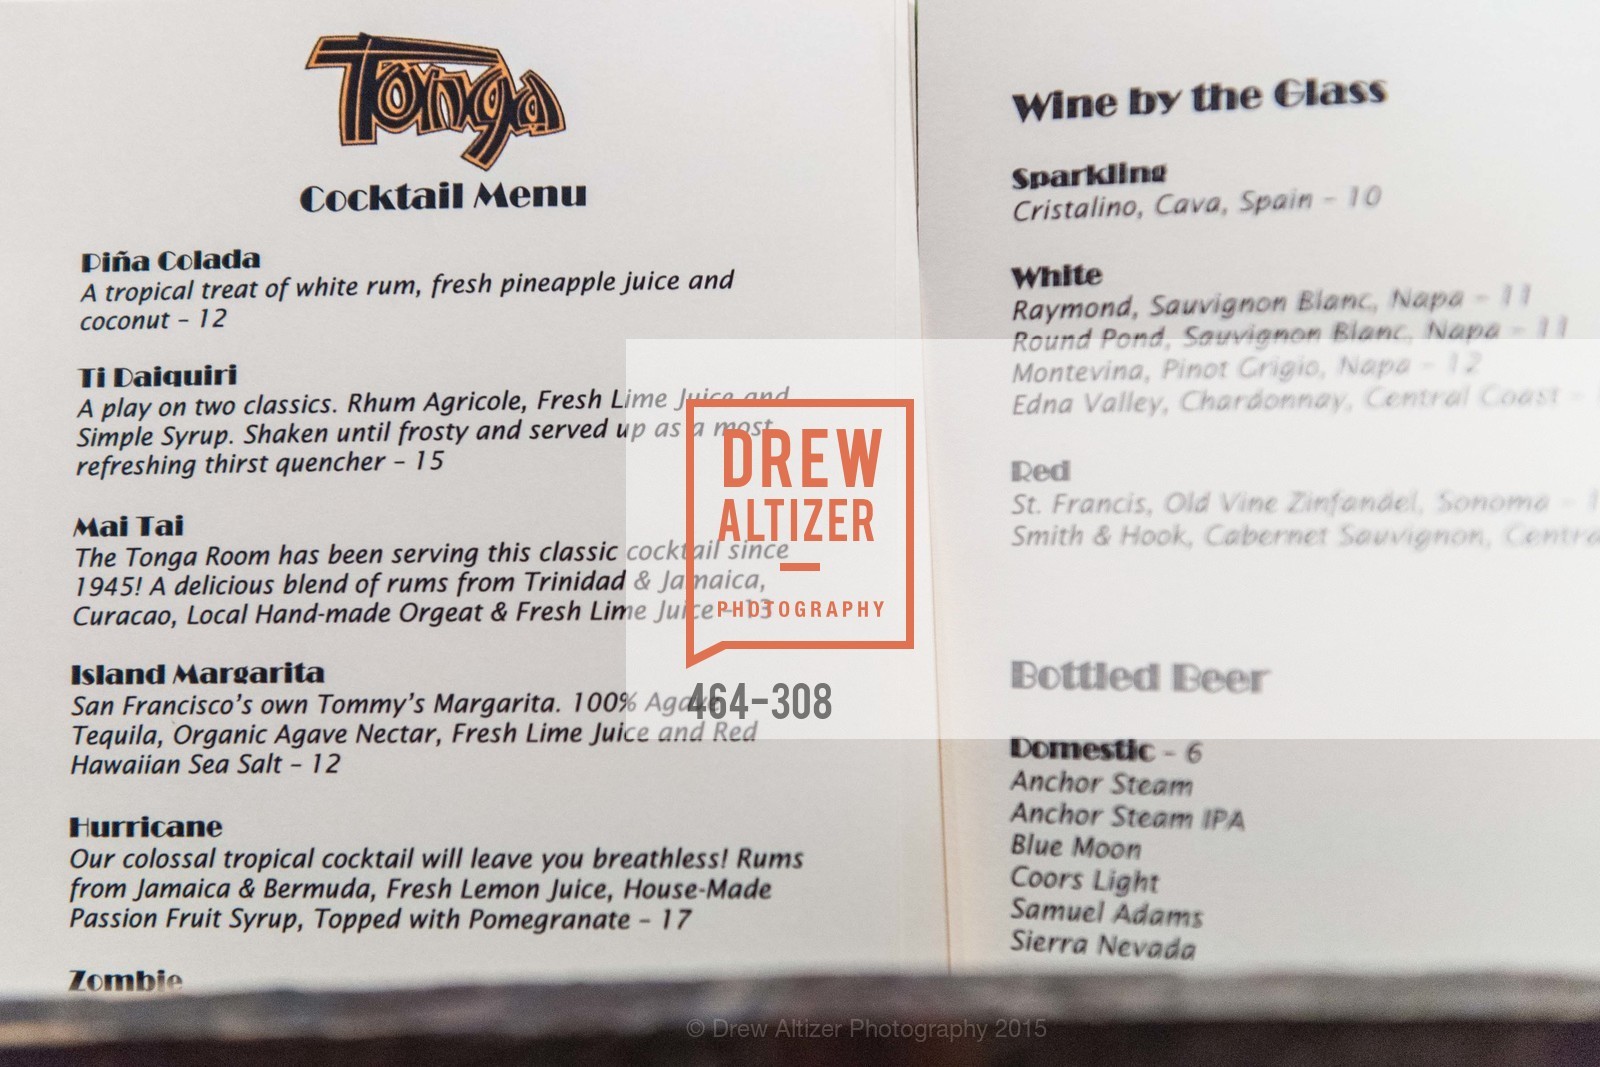 Tonga
Cocktail Menu
Piña Colada
A tropical treat of white rum, fresh pineapple juice and
coconut – 12
Ti Daiquiri
A play on two classics. Rhum Agricole, Fresh Lime Juice and
Simple Syrup. Shaken until frosty and served up as a most
refreshing thirst quencher – 15
Mai Tai
The Tonga Room has been serving this classic cocktail since
1945! A delicious blend of rums from Trinidad & Jamaica,
Curacao, Local Hand-made Orgeat & Fresh Lime Juice – 13
Island Margarita
San Francisco's own Tommy's Margarita. 100% Agave
Tequila, Organic Agave Nectar, Fresh Lime Juice and Red
Hawaiian Sea Salt – 12
Hurricane
Our colossal tropical cocktail will leave you breathless! Rums
from Jamaica & Bermuda, Fresh Lemon Juice, House-Made
Passion Fruit Syrup, Topped with Pomegranate – 17
Zombie
Wine by the Glass
Sparkling
Cristalino, Cava, Spain – 10
White
Raymond, Sauvignon Blanc, Napa – 11
Round Pond, Sauvignon Blanc, Napa – 11
Montevina, Pinot Grigio, Napa – 12
Edna Valley, Chardonnay, Central Coast –
Red
St. Francis, Old Vine Zinfandel, Sonoma –
Smith & Hook, Cabernet Sauvignon,
Bottled Beer
Domestic – 6
Anchor Steam
Anchor Steam IPA
Blue Moon
Coors Light
Samuel Adams
Sierra Nevada
DREW
ALTIZER
PHOTOGRAPHY
464-308
© Drew Altizer Photography 2015